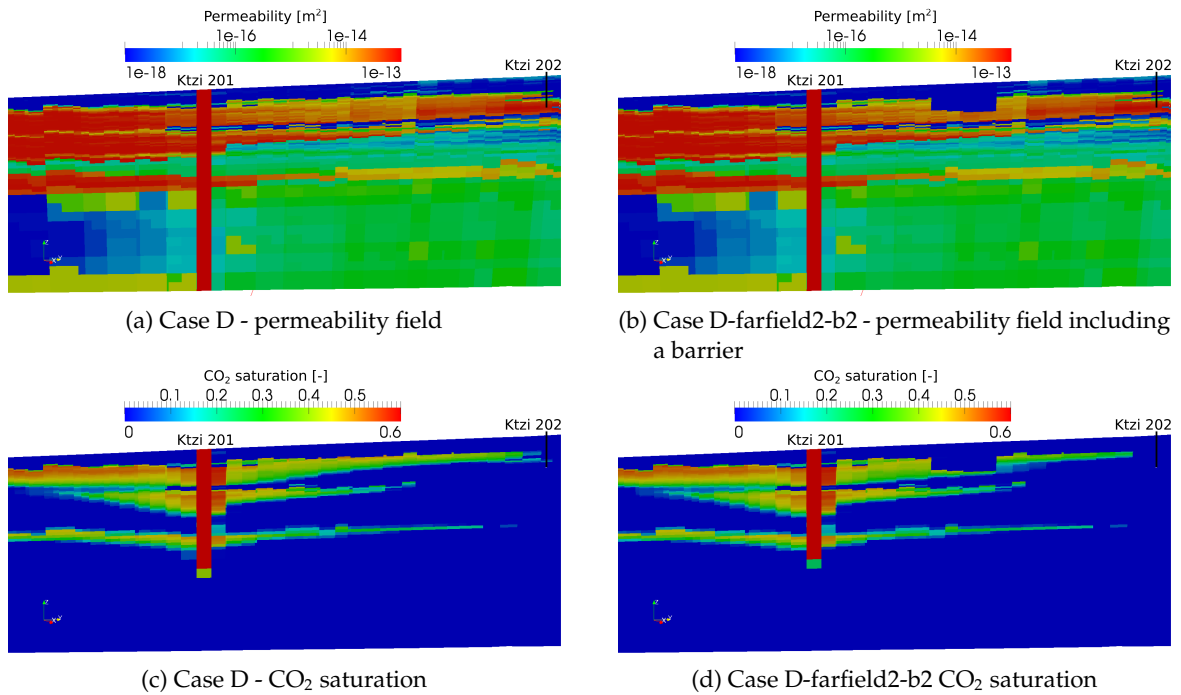 Permeability [m²]
1e-16 1e-14
1e-18 1e-13
Ktzi 201
Ktzi 202
(a) Case D - permeability field
Permeability [m²]
1e-16 1e-14
1e-18 1e-13
Ktzi 201
Ktzi 202
(b) Case D-farfield2-b2 - permeability field including
a barrier
CO₂ saturation [-]
0.1 0.2 0.3 0.4 0.5
0 0.6
Ktzi 201
Ktzi 202
(c) Case D - CO₂ saturation
CO₂ saturation [-]
0.1 0.2 0.3 0.4 0.5
0 0.6
Ktzi 201
Ktzi 202
(d) Case D-farfield2-b2 CO₂ saturation